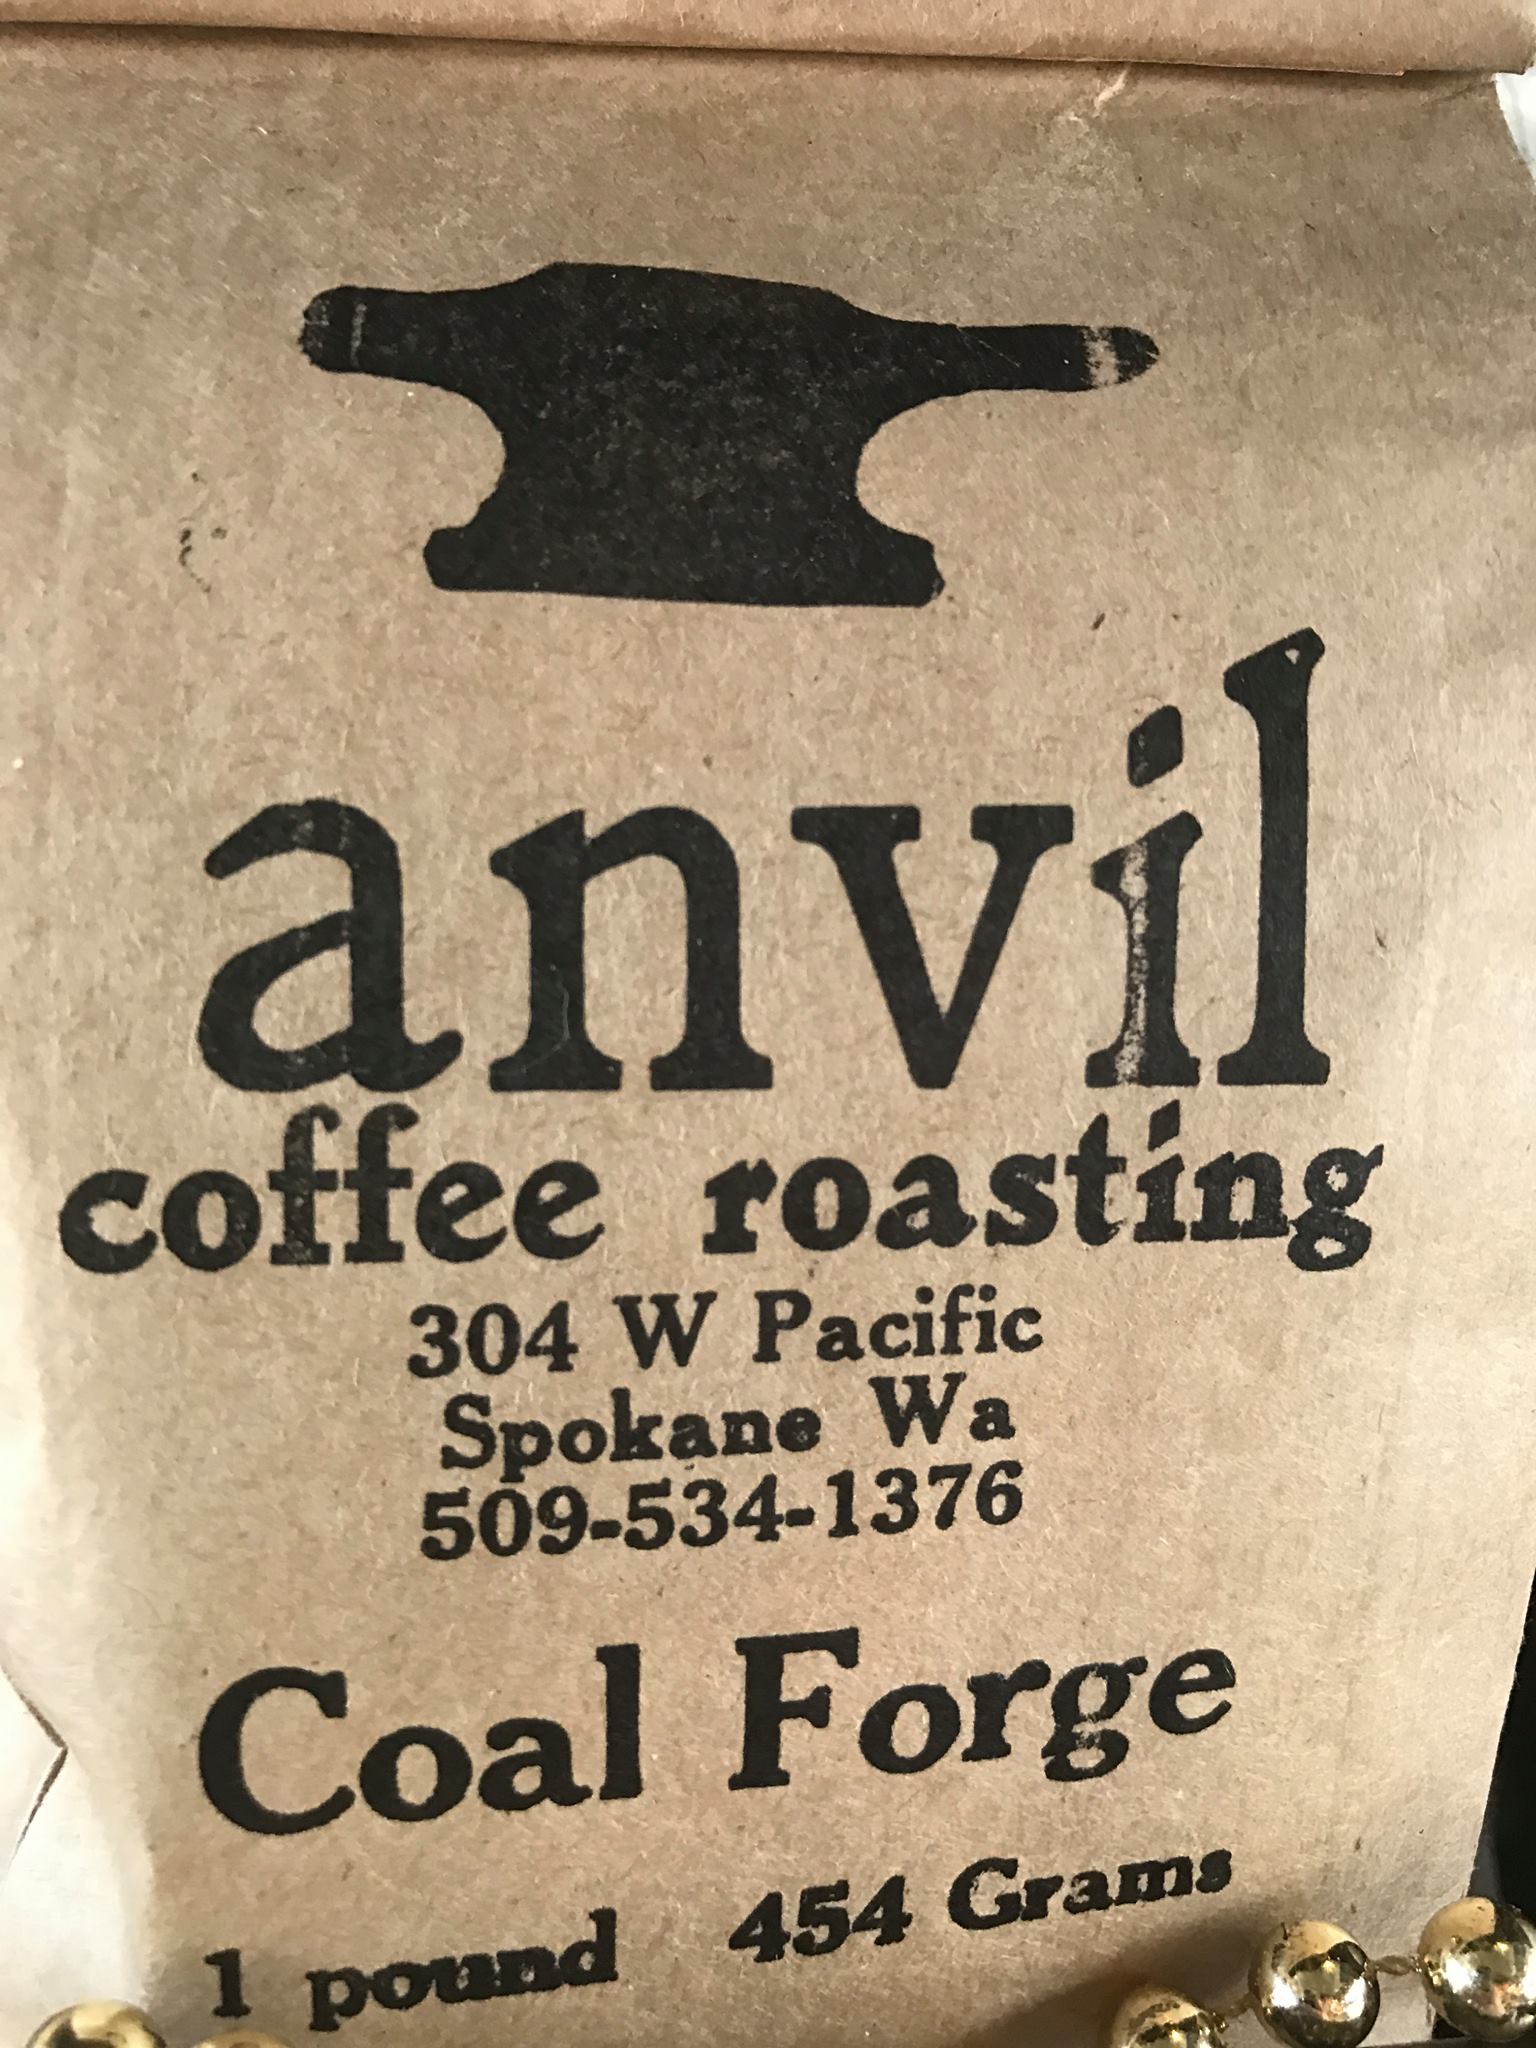 anvil
coffee roasting
304 W Pacific
Spokane Wa
509-534-1376
Coal Forge
1 pound 454 Grams